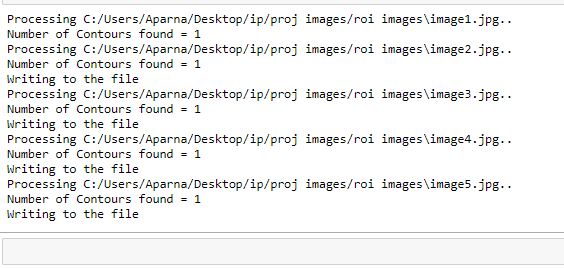 Processing C:/Users/Aparna/Desktop/ip/proj images/roi images\image1.jpg..
Number of Contours found = 1
Processing C:/Users/Aparna/Desktop/ip/proj images/roi images\image2.jpg..
Number of Contours found = 1
Writing to the file
Processing C:/Users/Aparna/Desktop/ip/proj images/roi images\image3.jpg..
Number of Contours found = 1
Writing to the file
Processing C:/Users/Aparna/Desktop/ip/proj images/roi images\image4.jpg..
Number of Contours found = 1
Writing to the file
Processing C:/Users/Aparna/Desktop/ip/proj images/roi images\image5.jpg..
Number of Contours found = 1
Writing to the file